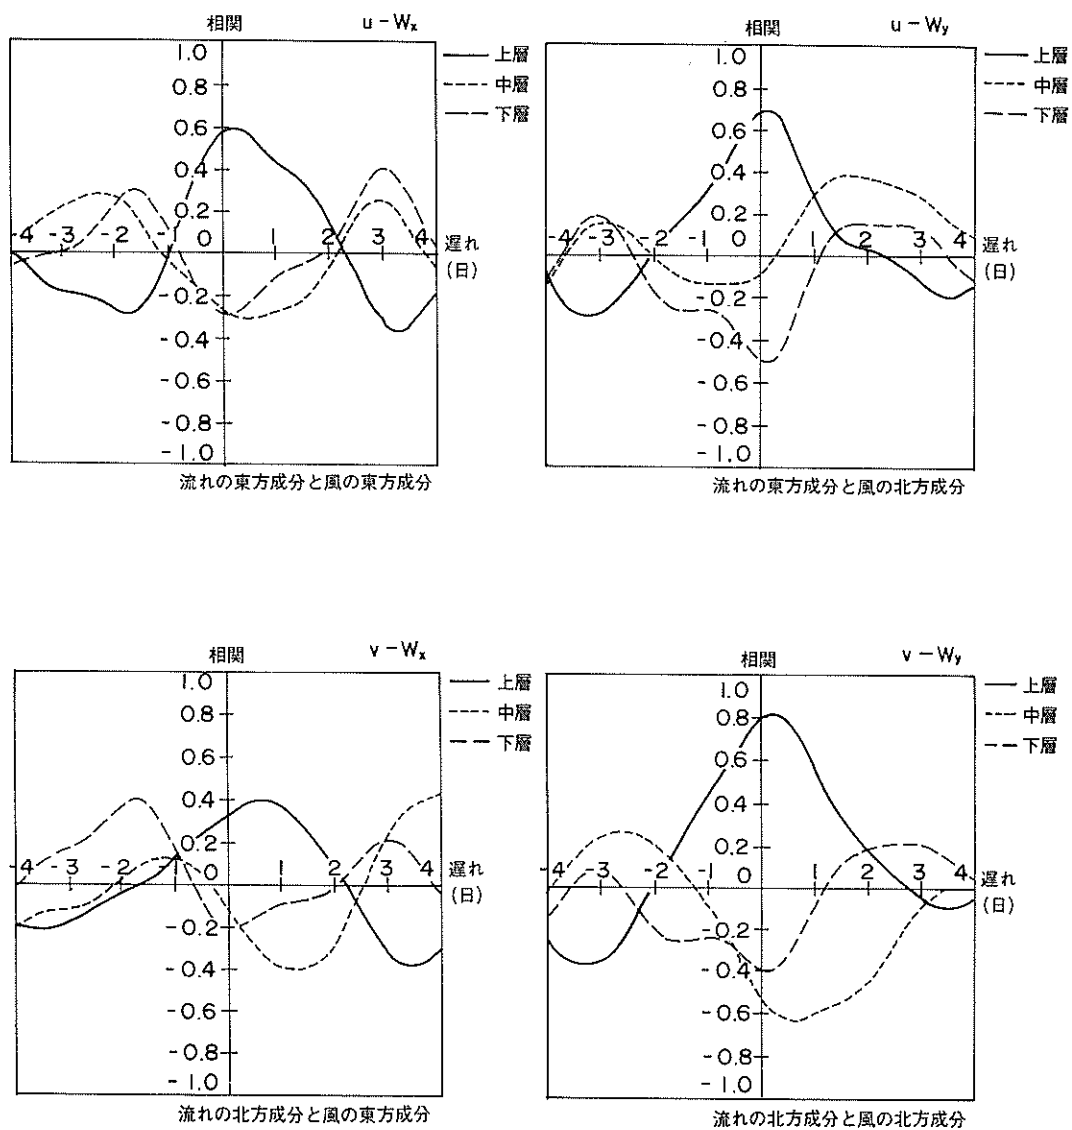 相関 u - Wx
1.0
0.8
0.6
0.4
0.2
0
-0.2
-0.4
-0.6
-0.8
-1.0
-4 -3 -2 -1 1 2 3 4
遅れ
(日)
上層
中層
下層
流れの東方成分と風の東方成分
相関 u - Wy
1.0
0.8
0.6
0.4
0.2
0
-0.2
-0.4
-0.6
-0.8
-1.0
-4 -3 -2 -1 1 2 3 4
遅れ
(日)
上層
中層
下層
流れの東方成分と風の北方成分
相関 v - Wx
1.0
0.8
0.6
0.4
0.2
0
-0.2
-0.4
-0.6
-0.8
-1.0
-4 -3 -2 -1 1 2 3 4
遅れ
(日)
上層
中層
下層
流れの北方成分と風の東方成分
相関 v - Wy
1.0
0.8
0.6
0.4
0.2
0
-0.2
-0.4
-0.6
-0.8
-1.0
-4 -3 -2 -1 1 2 3 4
遅れ
(日)
上層
中層
下層
流れの北方成分と風の北方成分